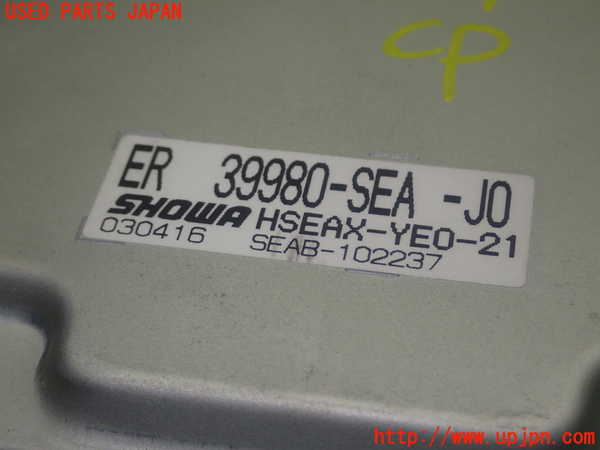 USED PARTS JAPAN
CP
ER 39980-SEA -J0
SHOWA HSEAX-YE0-21
030416 SEAB-102237
http://www.upjpn.com/